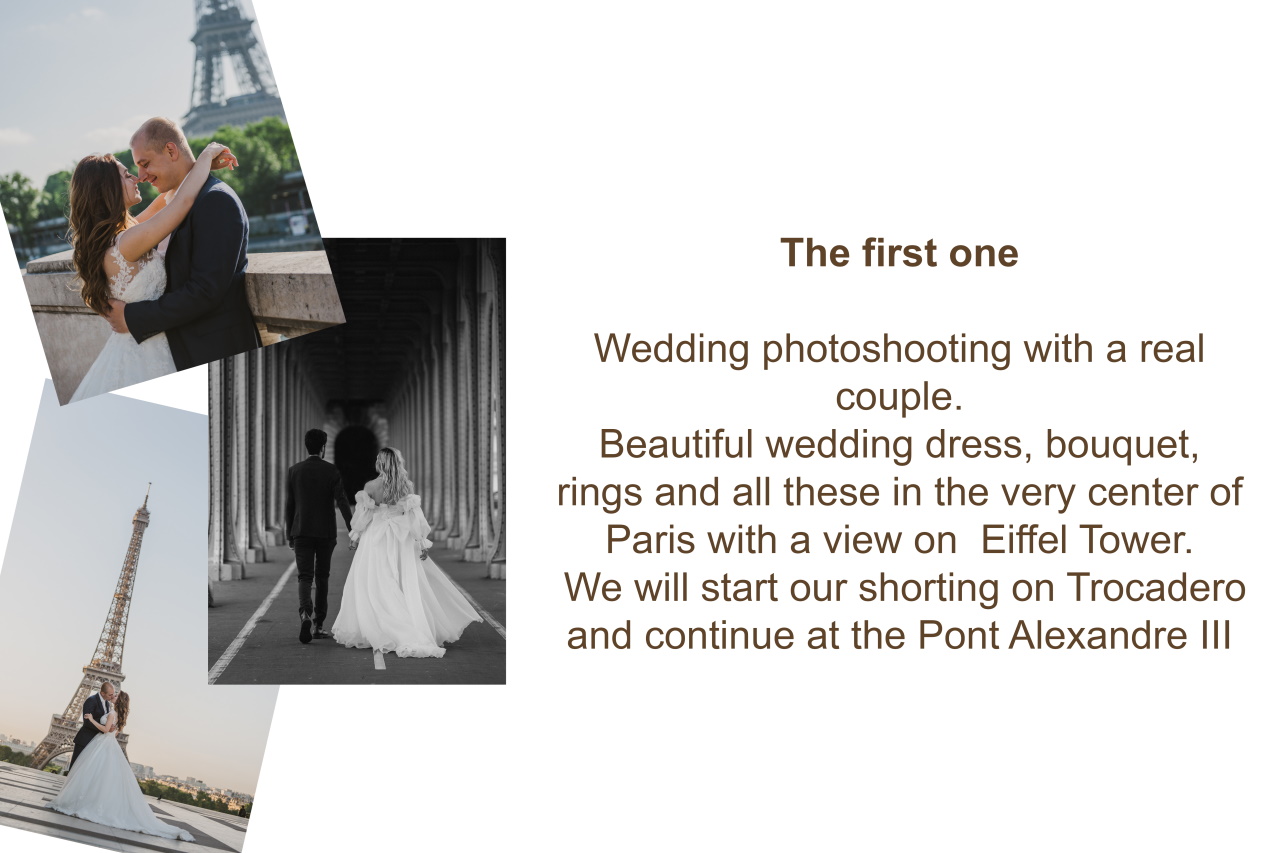 The first one
Wedding photoshooting with a real
couple.
Beautiful wedding dress, bouquet,
rings and all these in the very center of
Paris with a view on  Eiffel Tower.
We will start our shorting on Trocadero
and continue at the Pont Alexandre III